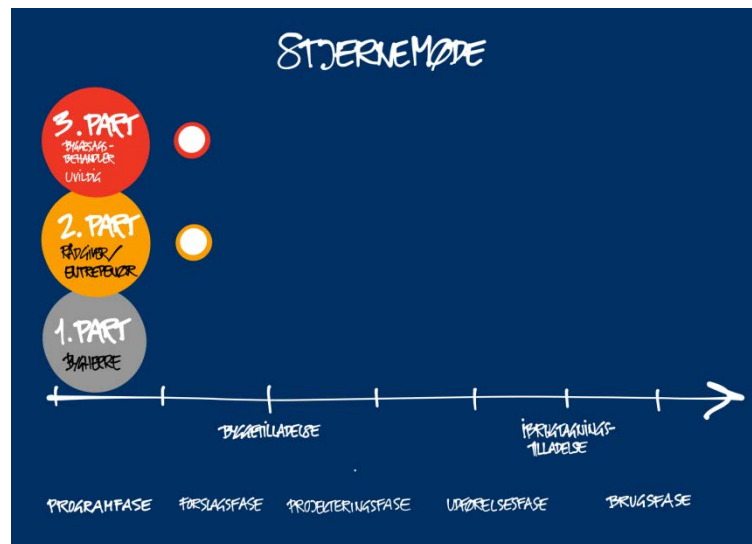 STJERNEMØDE
3. PART
BYGGESAGS-
BEHANDLER
UVILDIG
2. PART
RÅDGIVER/
ENTREPENØR
1. PART
BYGHERRE
BYGGETILLADELSE
IBRUGTAGNINGS-
TILLADELSE
PROGRAMFASE
FORSLAGSFASE
PROJEKTERINGSFASE
UDFØRELSESFASE
BRUGSFASE